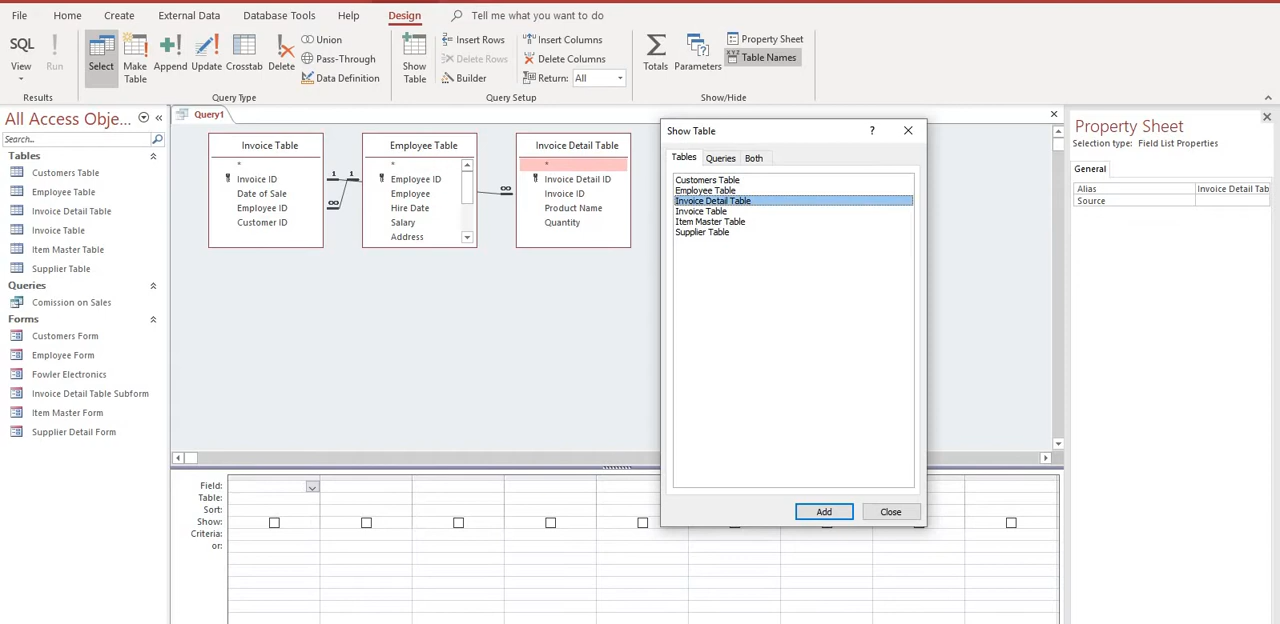 File Home Create External Data Database Tools Help Design Tell me what you want to do
SQL
View
Run
Results
Select
Make Table
Append
Update
Crosstab
Delete
Union
Pass-Through
Data Definition
Query Type
Show Table
Insert Rows
Delete Rows
Builder
Insert Columns
Delete Columns
Return: All
Query Setup
Totals
Parameters
Property Sheet
Table Names
Show/Hide
All Access Obje...
Search...
Tables
Customers Table
Employee Table
Invoice Detail Table
Invoice Table
Item Master Table
Supplier Table
Queries
Comission on Sales
Forms
Customers Form
Employee Form
Fowler Electronics
Invoice Detail Table Subform
Item Master Form
Supplier Detail Form
Query1
Invoice Table
*
Invoice ID
Date of Sale
Employee ID
Customer ID
1
∞
1
Employee Table
*
Employee ID
Employee
Hire Date
Salary
Address
∞
Invoice Detail Table
*
Invoice Detail ID
Invoice ID
Product Name
Quantity
Show Table ?
Tables Queries Both
Customers Table
Employee Table
Invoice Detail Table
Invoice Table
Item Master Table
Supplier Table
Add Close
Property Sheet
Selection type: Field List Properties
General
Alias Invoice Detail Tab
Source
Field:
Table:
Sort:
Show:
Criteria:
or: